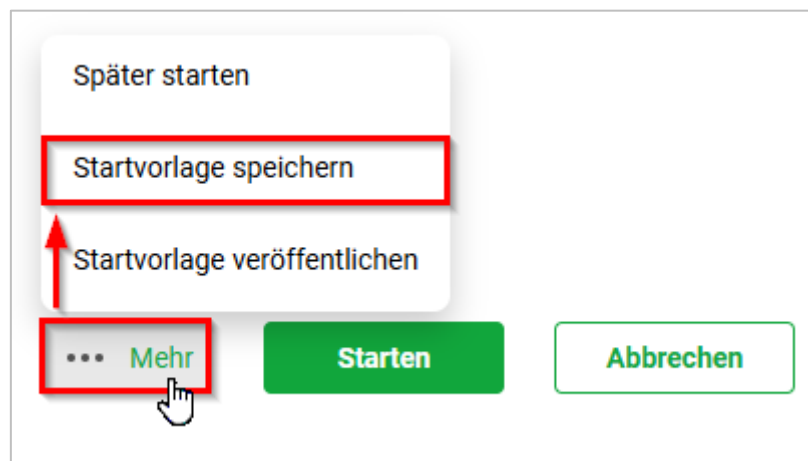 Später starten
Startvorlage speichern
Startvorlage veröffentlichen
••• Mehr
Starten
Abbrechen